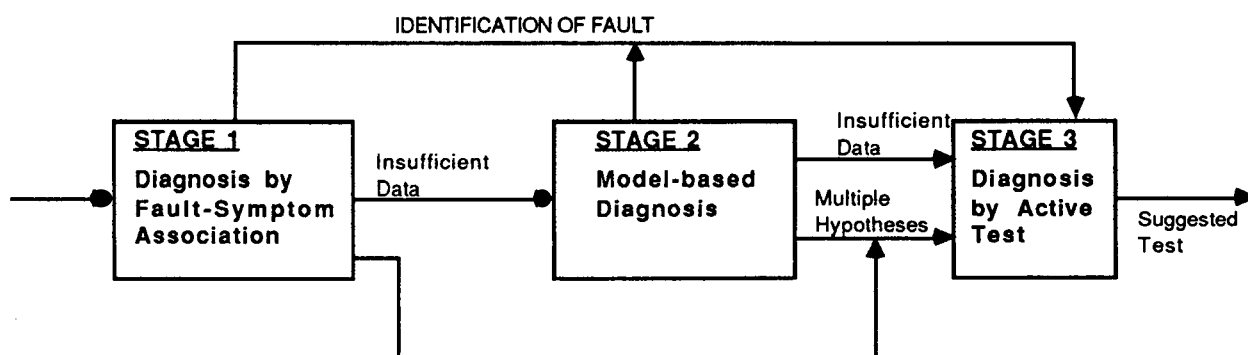 IDENTIFICATION OF FAULT
STAGE 1
Diagnosis by
Fault-Symptom
Association
Insufficient
Data
STAGE 2
Model-based
Diagnosis
Insufficient
Data
Multiple
Hypotheses
STAGE 3
Diagnosis
by Active
Test
Suggested
Test